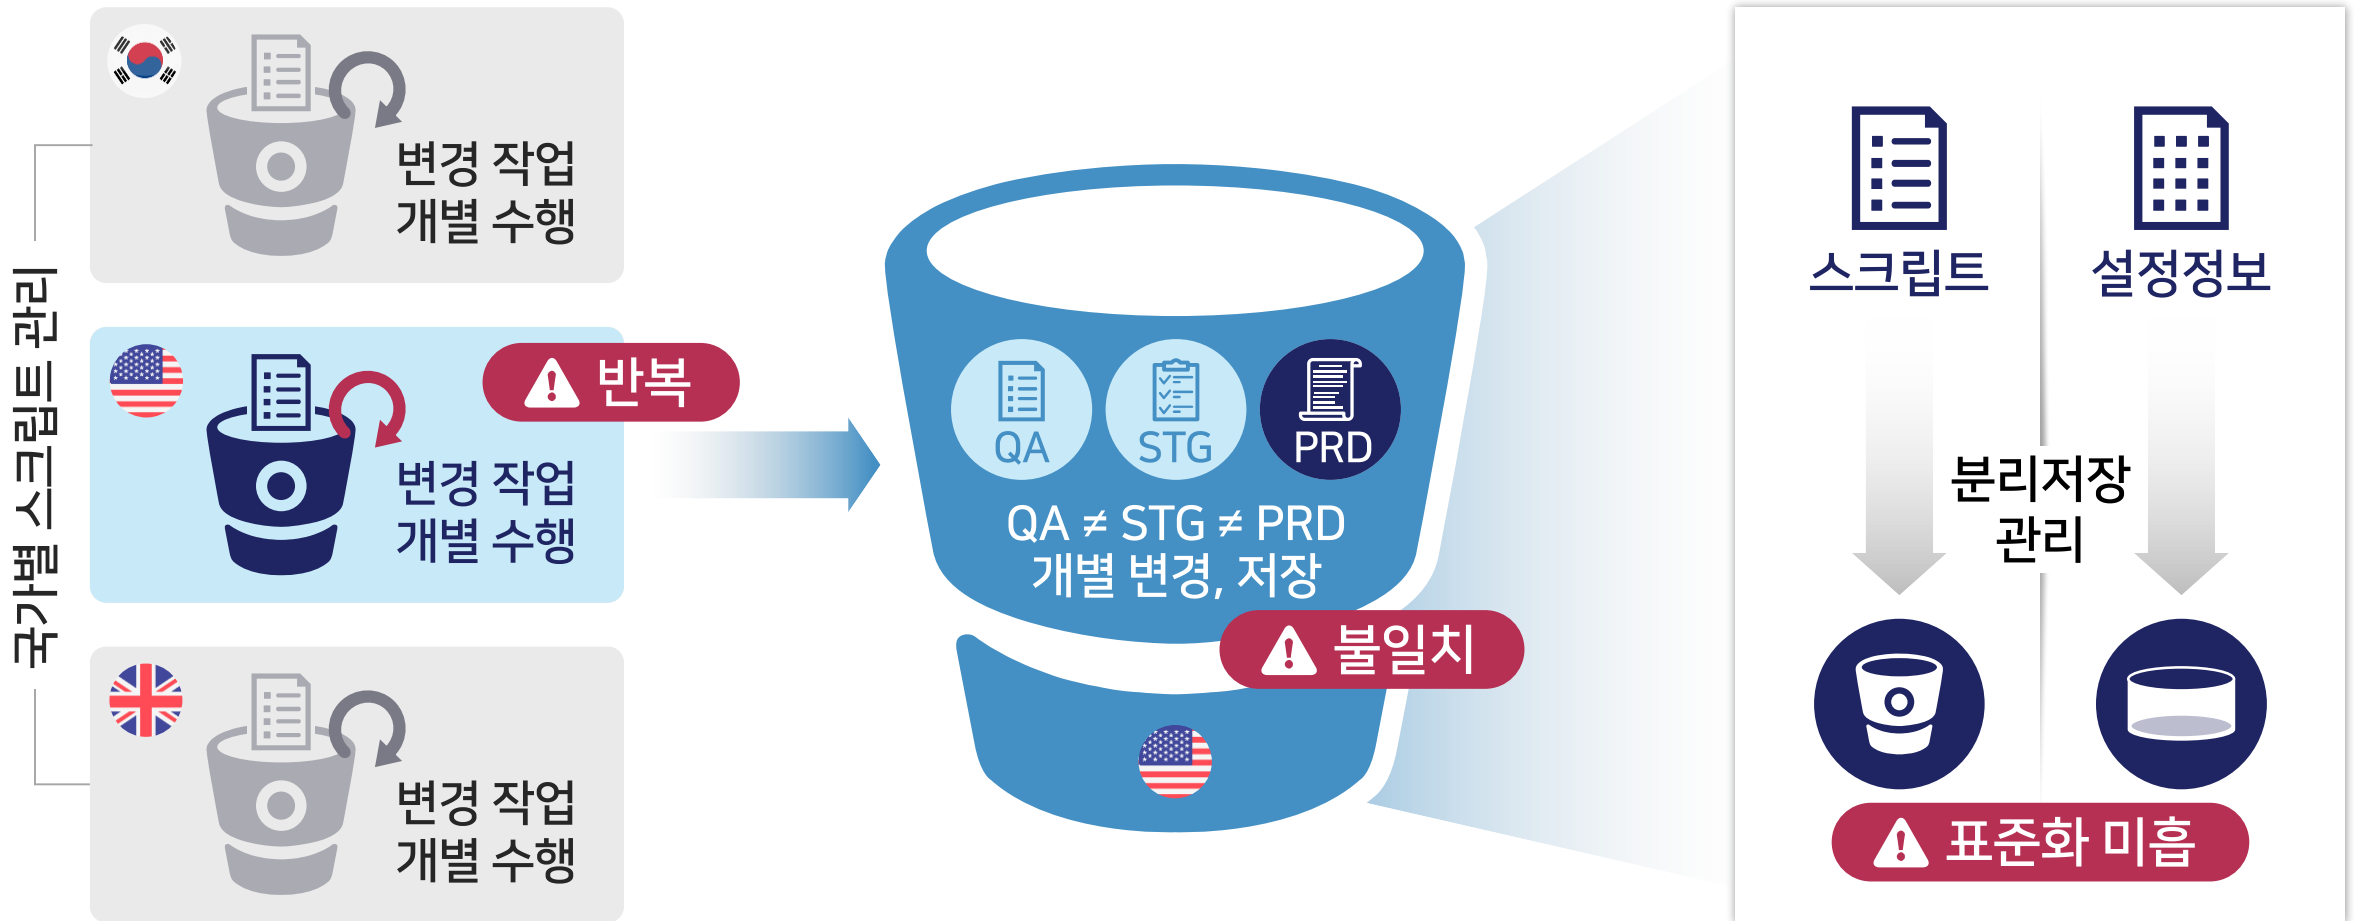 국가별 스크립트 관리
변경 작업
개별 수행
반복
변경 작업
개별 수행
변경 작업
개별 수행
QA
STG
PRD
QA ≠ STG ≠ PRD
개별 변경, 저장
불일치
스크립트
설정정보
분리저장
관리
표준화 미흡